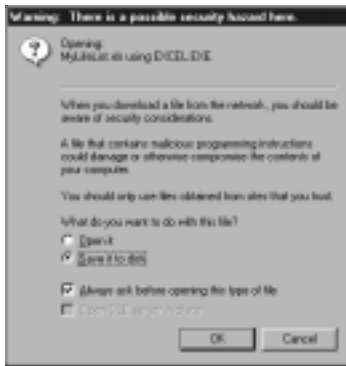 Warning: There is a possible security hazard here.
Opening:
MyLifeList.xls using EXCEL.EXE.
When you download a file from the network, you should be
aware of security considerations.
A file that contains malicious programming instructions
could damage or otherwise compromise the contents of
your computer.
You should only use files obtained from sites that you trust.
What do you want to do with this file?
Open it
Save it to disk
Always ask before opening this type of file
Open OLE servers
OK
Cancel